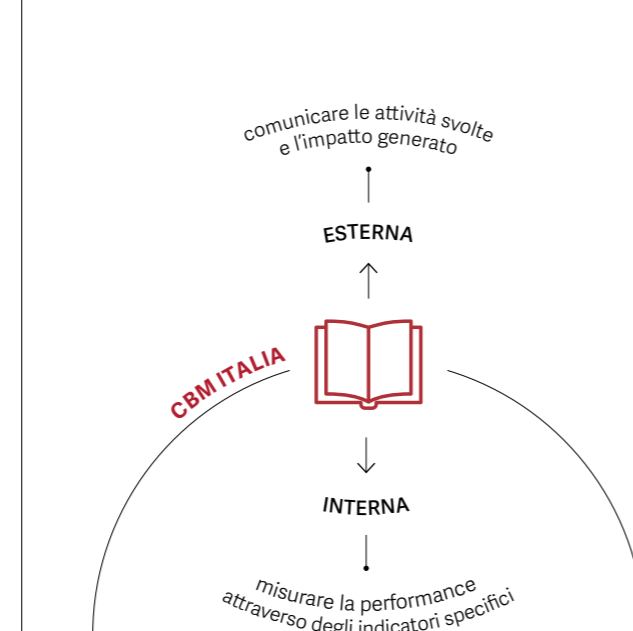 comunicare le attività svolte
e l'impatto generato
ESTERNA
CBM ITALIA
INTERNA
misurare la performance
attraverso degli indicatori specifici